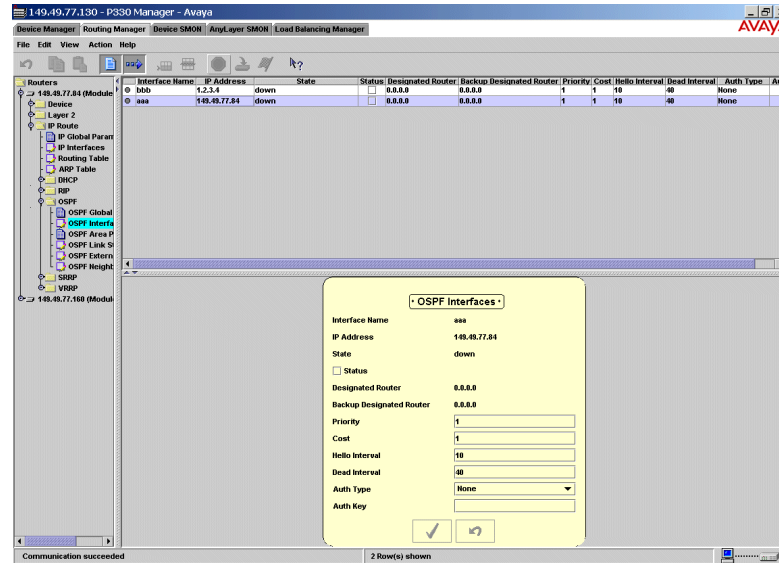 149.49.77.130 - P330 Manager - Avaya
Device Manager Routing Manager Device SMON AnyLayer SMON Load Balancing Manager
AVAYA
File Edit View Action Help
Routers
149.49.77.84 (Module
Device
Layer 2
IP Route
IP Global Param
IP Interfaces
Routing Table
ARP Table
DHCP
RIP
OSPF
OSPF Global
OSPF Interfa
OSPF Area P
OSPF Link St
OSPF Extern
OSPF Neighb
SRRP
VRRP
149.49.77.160 (Modul
Interface Name IP Address State Status Designated Router Backup Designated Router Priority Cost Hello Interval Dead Interval Auth Type Au
bbb 1.2.3.4 down 0.0.0.0 0.0.0.0 1 1 10 40 None
aaa 149.49.77.84 down 0.0.0.0 0.0.0.0 1 1 10 40 None
OSPF Interfaces
Interface Name aaa
IP Address 149.49.77.84
State down
Status
Designated Router 0.0.0.0
Backup Designated Router 0.0.0.0
Priority 1
Cost 1
Hello Interval 10
Dead Interval 40
Auth Type None
Auth Key
Communication succeeded 2 Row(s) shown